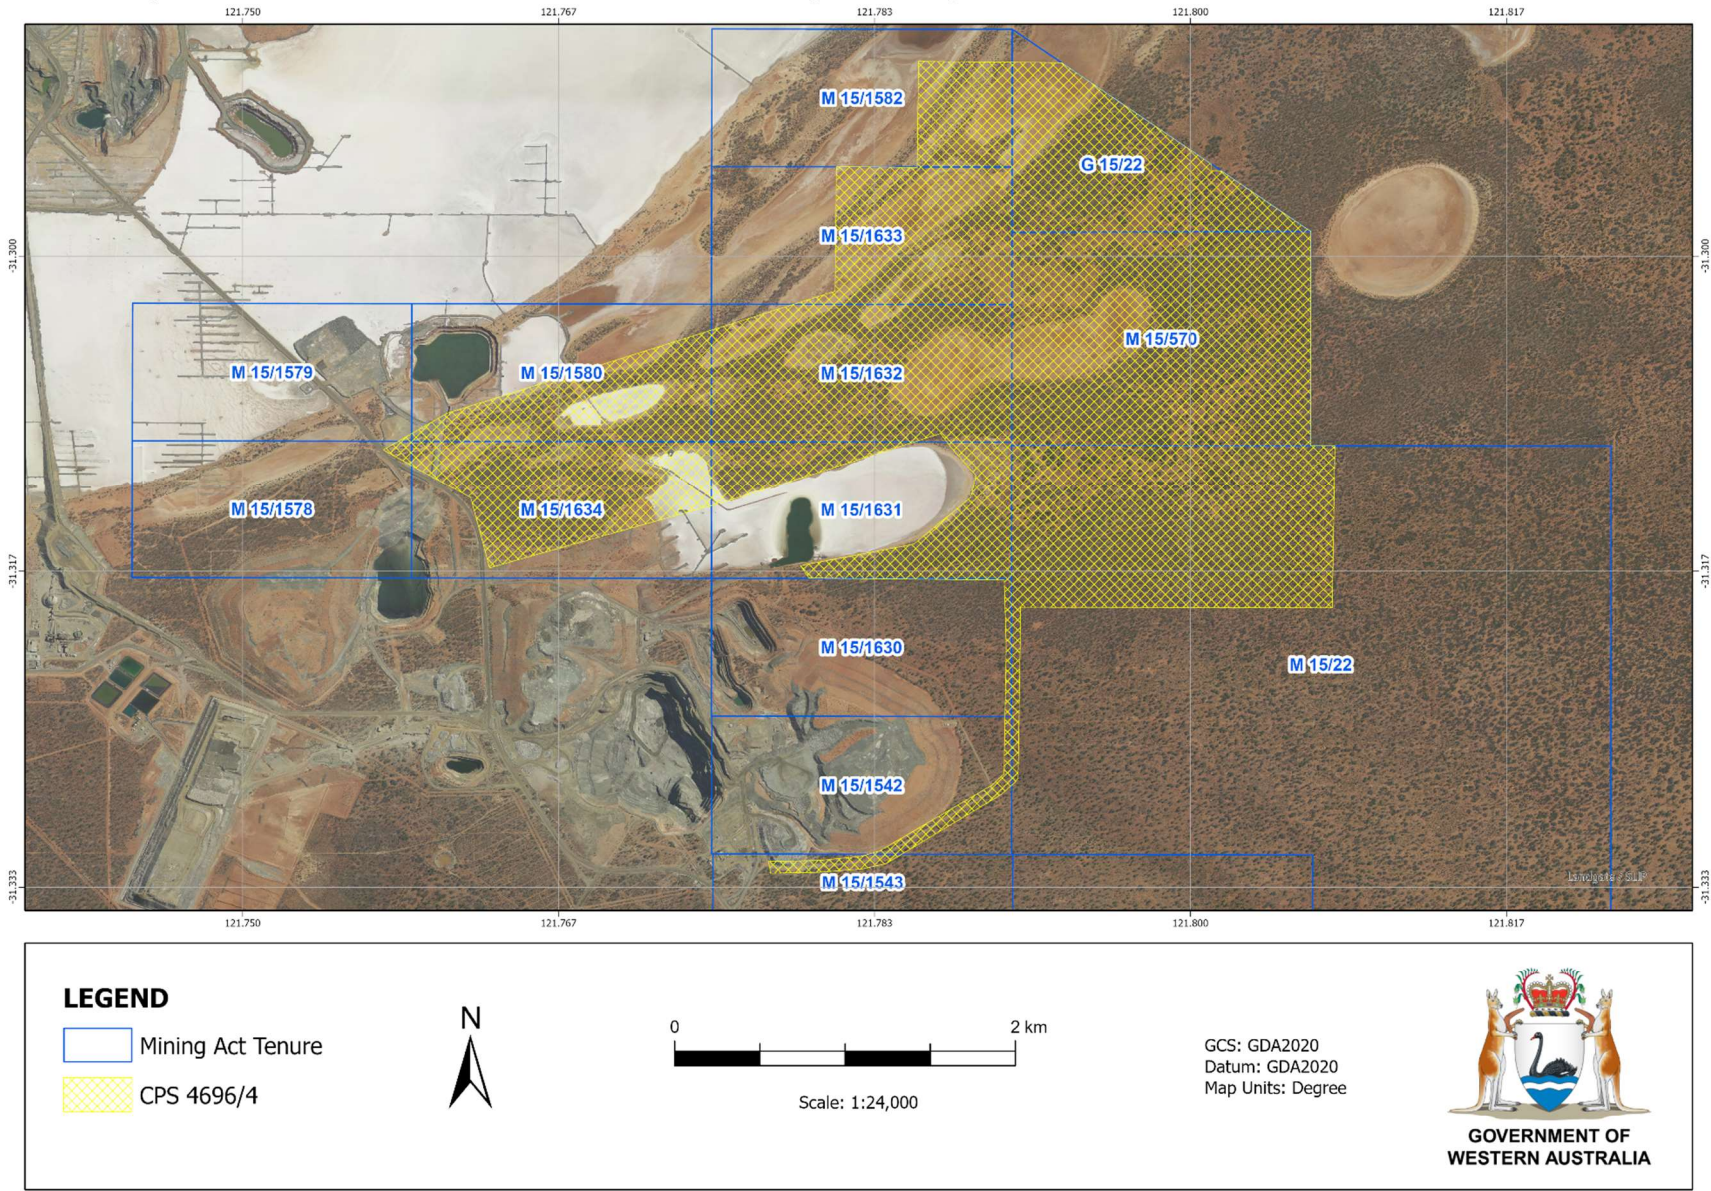 121.750
121.767
121.783
121.800
121.817
M 15/1582
G 15/22
M 15/1633
-31.300
-31.300
M 15/570
M 15/1579
M 15/1580
M 15/1632
M 15/1578
M 15/1634
M 15/1631
-31.317
-31.317
M 15/1630
M 15/22
M 15/1542
M 15/1543
Landgate / SLIP
-31.333
-31.333
121.750
121.767
121.783
121.800
121.817
LEGEND
Mining Act Tenure
CPS 4696/4
N
0
2 km
Scale: 1:24,000
GCS: GDA2020
Datum: GDA2020
Map Units: Degree
GOVERNMENT OF
WESTERN AUSTRALIA